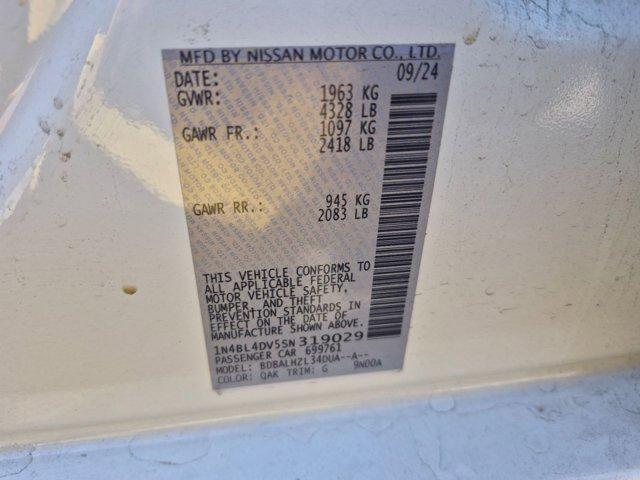 MFD BY NISSAN MOTOR CO., LTD.
DATE: 09/24
GVWR: 1963 KG
4328 LB
GAWR FR.: 1097 KG
2418 LB
GAWR RR.: 945 KG
2083 LB
THIS VEHICLE CONFORMS TO
ALL APPLICABLE FEDERAL
MOTOR VEHICLE SAFETY,
BUMPER, AND THEFT
PREVENTION STANDARDS IN
EFFECT ON THE DATE OF
MANUFACTURE SHOWN ABOVE.
1N4BL4DV5SN319029
PASSENGER CAR 699761
MODEL: BDBALHZL34DUA--A--
COLOR: QAK TRIM: G 9N00A